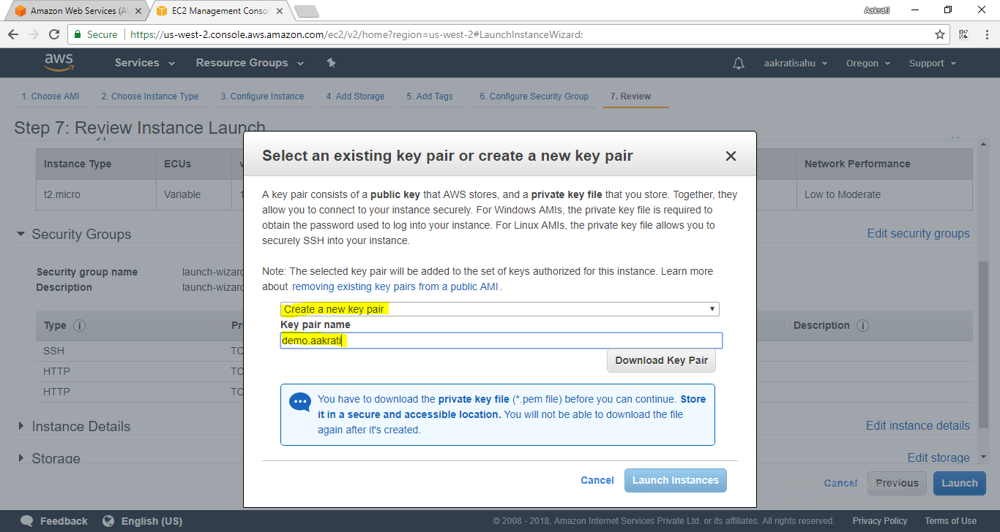 Amazon Web Services (A
EC2 Management Conso
Aakrati
Secure
https://us-west-2.console.aws.amazon.com/ec2/v2/home?region=us-west-2#LaunchInstanceWizard:
aws
Services
Resource Groups
aakratisahu
Oregon
Support
1. Choose AMI
2. Choose Instance Type
3. Configure Instance
4. Add Storage
5. Add Tags
6. Configure Security Group
7. Review
Step 7: Review Instance Launch
Instance Type
ECUs
Network Performance
t2.micro
Variable
Low to Moderate
Security Groups
Edit security groups
Security group name
launch-wizard
Description
launch-wizard
Type
Pr
Description
SSH
TC
HTTP
TC
HTTP
TC
Instance Details
Edit instance details
Storage
Edit storage
Select an existing key pair or create a new key pair
A key pair consists of a public key that AWS stores, and a private key file that you store. Together, they
allow you to connect to your instance securely. For Windows AMIs, the private key file is required to
obtain the password used to log into your instance. For Linux AMIs, the private key file allows you to
securely SSH into your instance.
Note: The selected key pair will be added to the set of keys authorized for this instance. Learn more
about removing existing key pairs from a public AMI.
Create a new key pair
Key pair name
demo.aakrati
Download Key Pair
You have to download the private key file (*.pem file) before you can continue. Store
it in a secure and accessible location. You will not be able to download the file
again after it's created.
Cancel
Launch Instances
Cancel
Previous
Launch
Feedback
English (US)
© 2008 - 2018, Amazon Internet Services Private Ltd. or its affiliates. All rights reserved.
Privacy Policy
Terms of Use